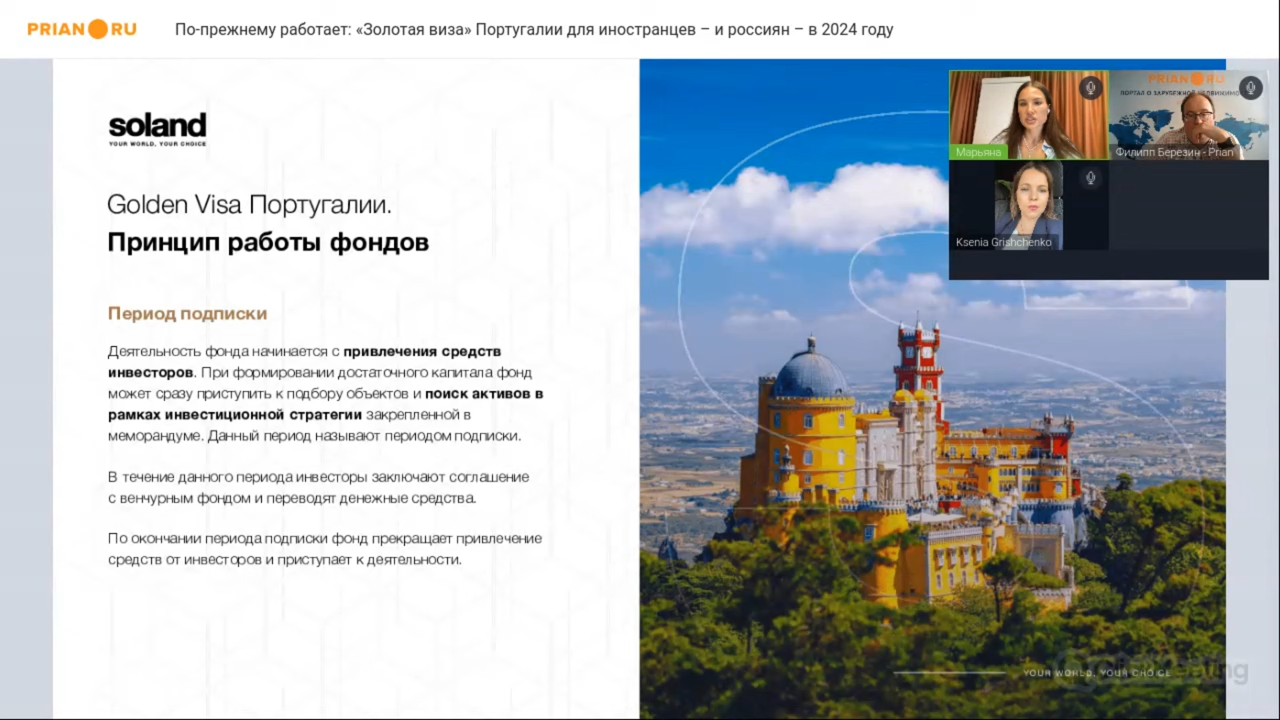 PRIAN RU
По-прежнему работает: «Золотая виза» Португалии для иностранцев – и россиян – в 2024 году
soland
YOUR WORLD, YOUR CHOICE
Golden Visa Португалии.
Принцип работы фондов
Период подписки
Деятельность фонда начинается с привлечения средств
инвесторов. При формировании достаточного капитала фонд
может сразу приступить к подбору объектов и поиск активов в
рамках инвестиционной стратегии закрепленной в
меморандуме. Данный период называют периодом подписки.
В течение данного периода инвесторы заключают соглашение
с венчурным фондом и переводят денежные средства.
По окончании периода подписки фонд прекращает привлечение
средств от инвесторов и приступает к деятельности.
PRIAN RU
ПОРТАЛ О ЗАРУБЕЖНОЙ
Марьяна
Филипп Березин - Prian
Ksenia Grishchenko
YOUR WORLD, YOUR CHOICE